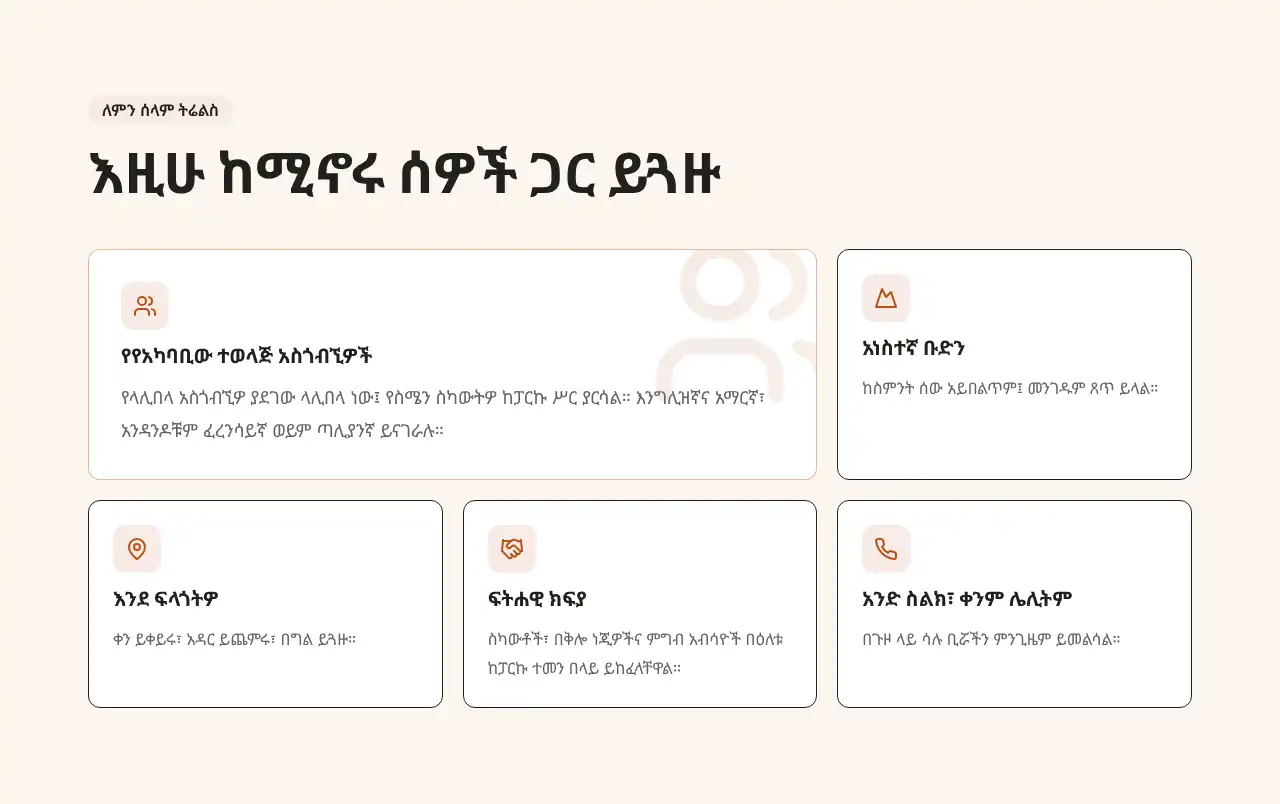 ለምን ሰላም ትሬልስ
እዚሁ ከሚኖሩ ሰዎች ጋር ይጓዙ
የየአካባቢው ተወላጅ አስጎብኚዎች
የላሊበላ አስጎብኚዎ ያደገው ላሊበላ ነው፤ የስሜን ስካውትዎ ከፓርኩ ሥር ያርሳል። እንግሊዝኛና አማርኛ፣
አንዳንዶቹም ፈረንሳይኛ ወይም ጣሊያንኛ ይናገራሉ።
አነስተኛ ቡድን
ከስምንት ሰው አይበልጥም፤ መንገዱም ጸጥ ይላል።
እንደ ፍላጎትዎ
ቀን ይቀይሩ፣ አዳር ይጨምሩ፣ በግል ይጓዙ።
ፍትሐዊ ክፍያ
ስካውቶች፣ በቅሎ ነጂዎችና ምግብ አብሳዮች በዕለቱ
ከፓርኩ ተመን በላይ ይከፈላቸዋል።
አንድ ስልክ፣ ቀንም ሌሊትም
በጉዞ ላይ ሳሉ ቢሯችን ምንጊዜም ይመልሳል።